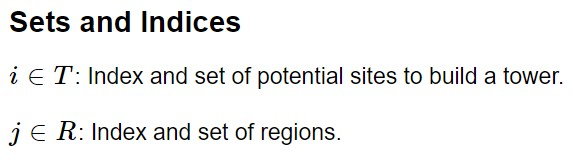 Sets and Indices
i ∈ T: Index and set of potential sites to build a tower.
j ∈ R: Index and set of regions.